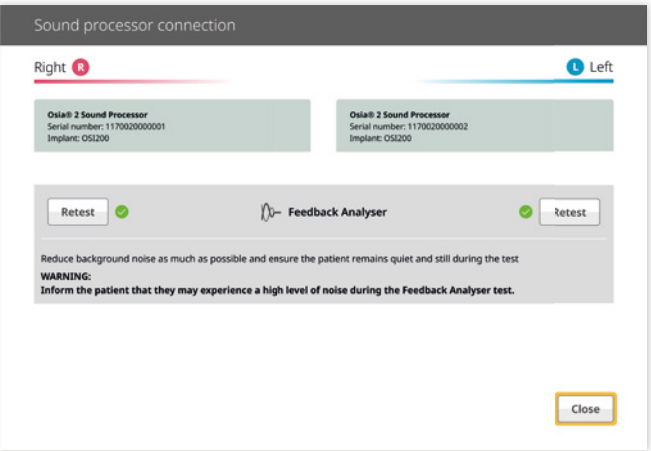 Sound processor connection
Right R
L Left
Osia® 2 Sound Processor
Serial number: 1170020000001
Implant: OSI200
Osia® 2 Sound Processor
Serial number: 1170020000002
Implant: OSI200
Retest
Feedback Analyser
Retest
Reduce background noise as much as possible and ensure the patient remains quiet and still during the test
WARNING:
Inform the patient that they may experience a high level of noise during the Feedback Analyser test.
Close